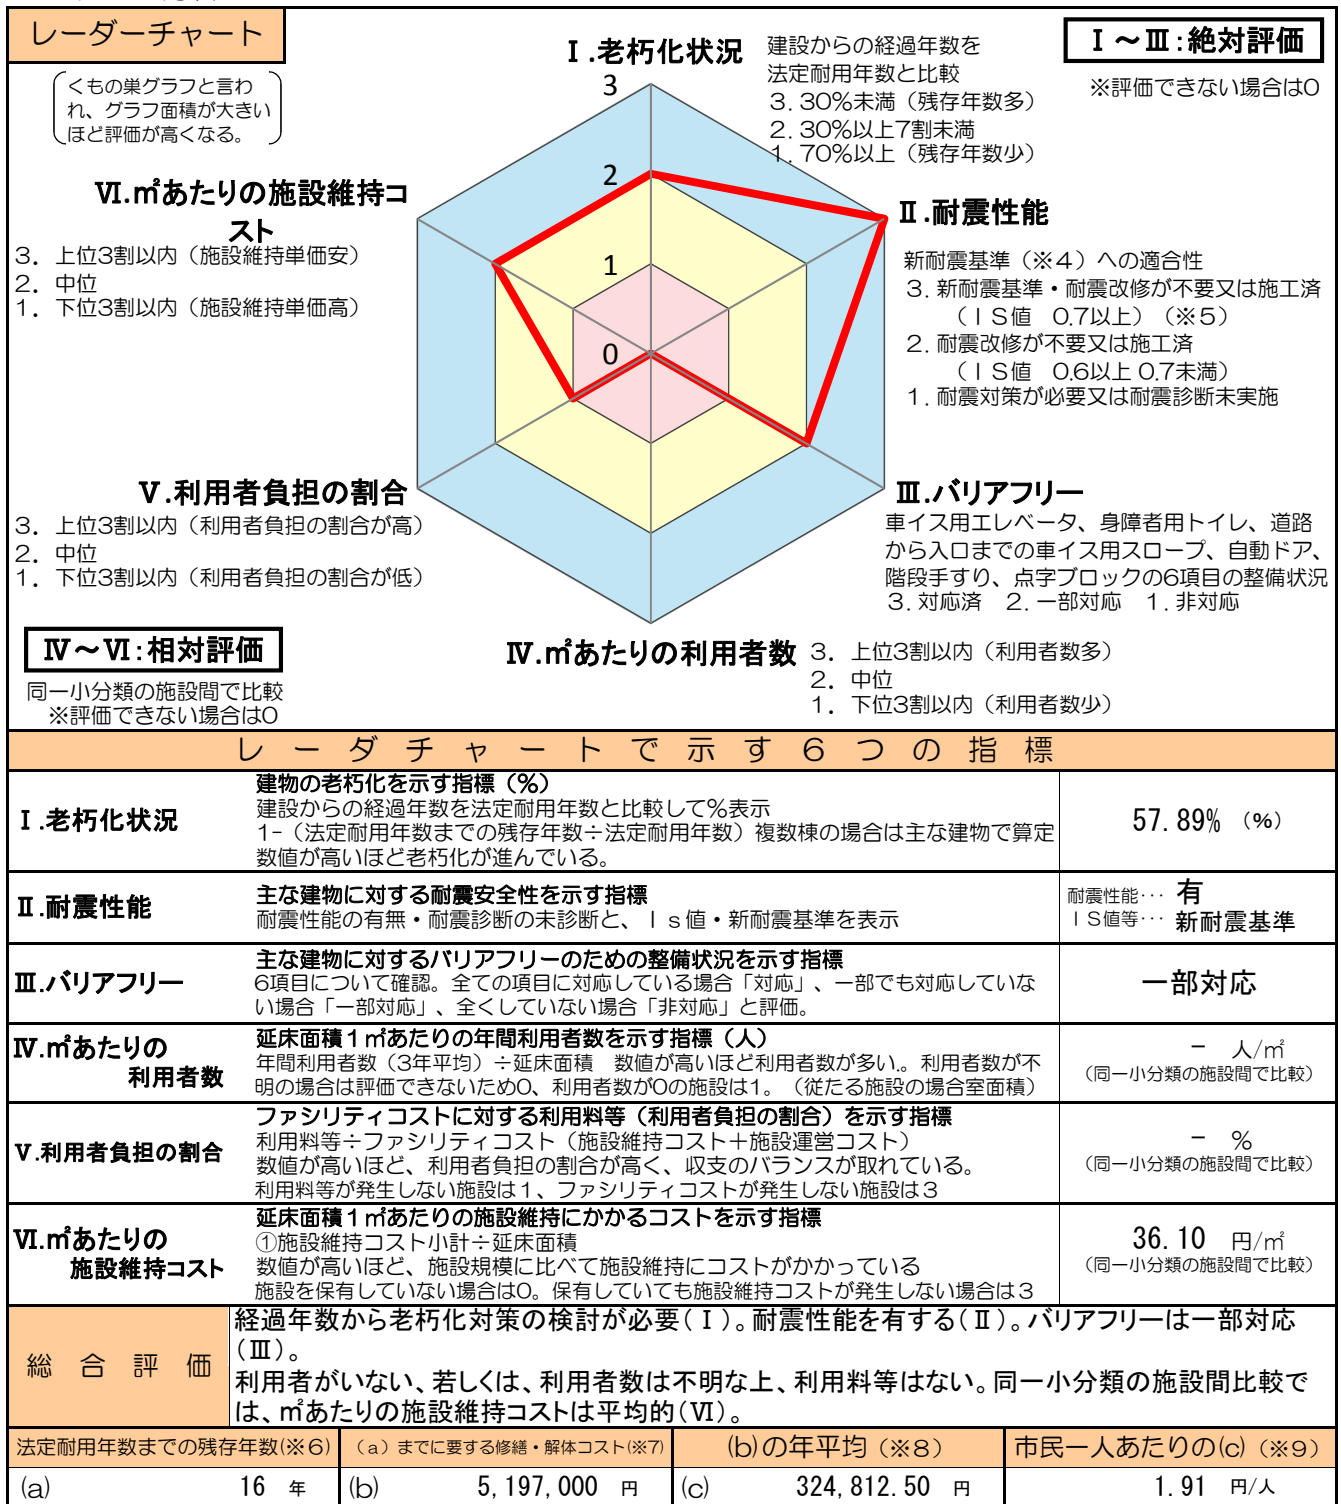 レーダーチャート
くもの巣グラフと言わ
れ、グラフ面積が大きい
ほど評価が高くなる。
Ⅰ.老朽化状況
建設からの経過年数を
法定耐用年数と比較
3.30%未満（残存年数多）
2.30%以上7割未満
1.70%以上（残存年数少）
Ⅰ～Ⅲ:絶対評価
※評価できない場合は0
3
2
1
0
Ⅵ.㎡あたりの施設維持コ
スト
3．上位3割以内（施設維持単価安）
2．中位
1．下位3割以内（施設維持単価高）
Ⅱ.耐震性能
新耐震基準（※4）への適合性
3.新耐震基準・耐震改修が不要又は施工済
（ＩＳ値　0.7以上）（※5）
2.耐震改修が不要又は施工済
（ＩＳ値　0.6以上 0.7未満）
1.耐震対策が必要又は耐震診断未実施
Ⅴ.利用者負担の割合
3．上位3割以内（利用者負担の割合が高）
2．中位
1．下位3割以内（利用者負担の割合が低）
Ⅲ.バリアフリー
車イス用エレベータ、身障者用トイレ、道路
から入口までの車イス用スロープ、自動ドア、
階段手すり、点字ブロックの6項目の整備状況
3.対応済　2.一部対応　1.非対応
Ⅳ～Ⅵ:相対評価
同一小分類の施設間で比較
※評価できない場合は0
Ⅳ.㎡あたりの利用者数
3．上位3割以内（利用者数多）
2．中位
1．下位3割以内（利用者数少）
レーダチャートで示す6つの指標
Ⅰ.老朽化状況
建物の老朽化を示す指標（%）
建設からの経過年数を法定耐用年数と比較して%表示
1-（法定耐用年数までの残存年数÷法定耐用年数）複数棟の場合は主な建物で算定
数値が高いほど老朽化が進んでいる。
57.89%（%）
Ⅱ.耐震性能
主な建物に対する耐震安全性を示す指標
耐震性能の有無・耐震診断の未診断と、Ｉｓ値・新耐震基準を表示
耐震性能… 有
ＩＳ値等… 新耐震基準
Ⅲ.バリアフリー
主な建物に対するバリアフリーのための整備状況を示す指標
6項目について確認。全ての項目に対応している場合「対応」、一部でも対応していな
い場合「一部対応」、全くしていない場合「非対応」と評価。
一部対応
Ⅳ.㎡あたりの
利用者数
延床面積１㎡あたりの年間利用者数を示す指標（人）
年間利用者数（3年平均）÷延床面積　数値が高いほど利用者数が多い。利用者数が不
明の場合は評価できないため0、利用者数が0の施設は1。（従たる施設の場合室面積）
－　人/㎡
（同一小分類の施設間で比較）
Ⅴ.利用者負担の割合
ファシリティコストに対する利用料等（利用者負担の割合）を示す指標
利用料等÷ファシリティコスト（施設維持コスト＋施設運営コスト）
数値が高いほど、利用者負担の割合が高く、収支のバランスが取れている。
利用料等が発生しない施設は1、ファシリティコストが発生しない施設は3
－　%
（同一小分類の施設間で比較）
Ⅵ.㎡あたりの
施設維持コスト
延床面積１㎡あたりの施設維持にかかるコストを示す指標
①施設維持コスト小計÷延床面積
数値が高いほど、施設規模に比べて施設維持にコストがかかっている
施設を保有していない場合は0。保有していても施設維持コストが発生しない場合は3
36.10　円/㎡
（同一小分類の施設間で比較）
総合評価
経過年数から老朽化対策の検討が必要(Ⅰ)。耐震性能を有する(Ⅱ)。バリアフリーは一部対応
(Ⅲ)。
利用者がいない、若しくは、利用者数は不明な上、利用料等はない。同一小分類の施設間比較で
は、㎡あたりの施設維持コストは平均的(Ⅵ)。
法定耐用年数までの残存年数(※6)
（a）までに要する修繕・解体コスト(※7)
(b)の年平均（※8）
市民一人あたりの(c)（※9）
(a)　16 年
(b)　5,197,000 円
(c)　324,812.50 円
1.91 円/人